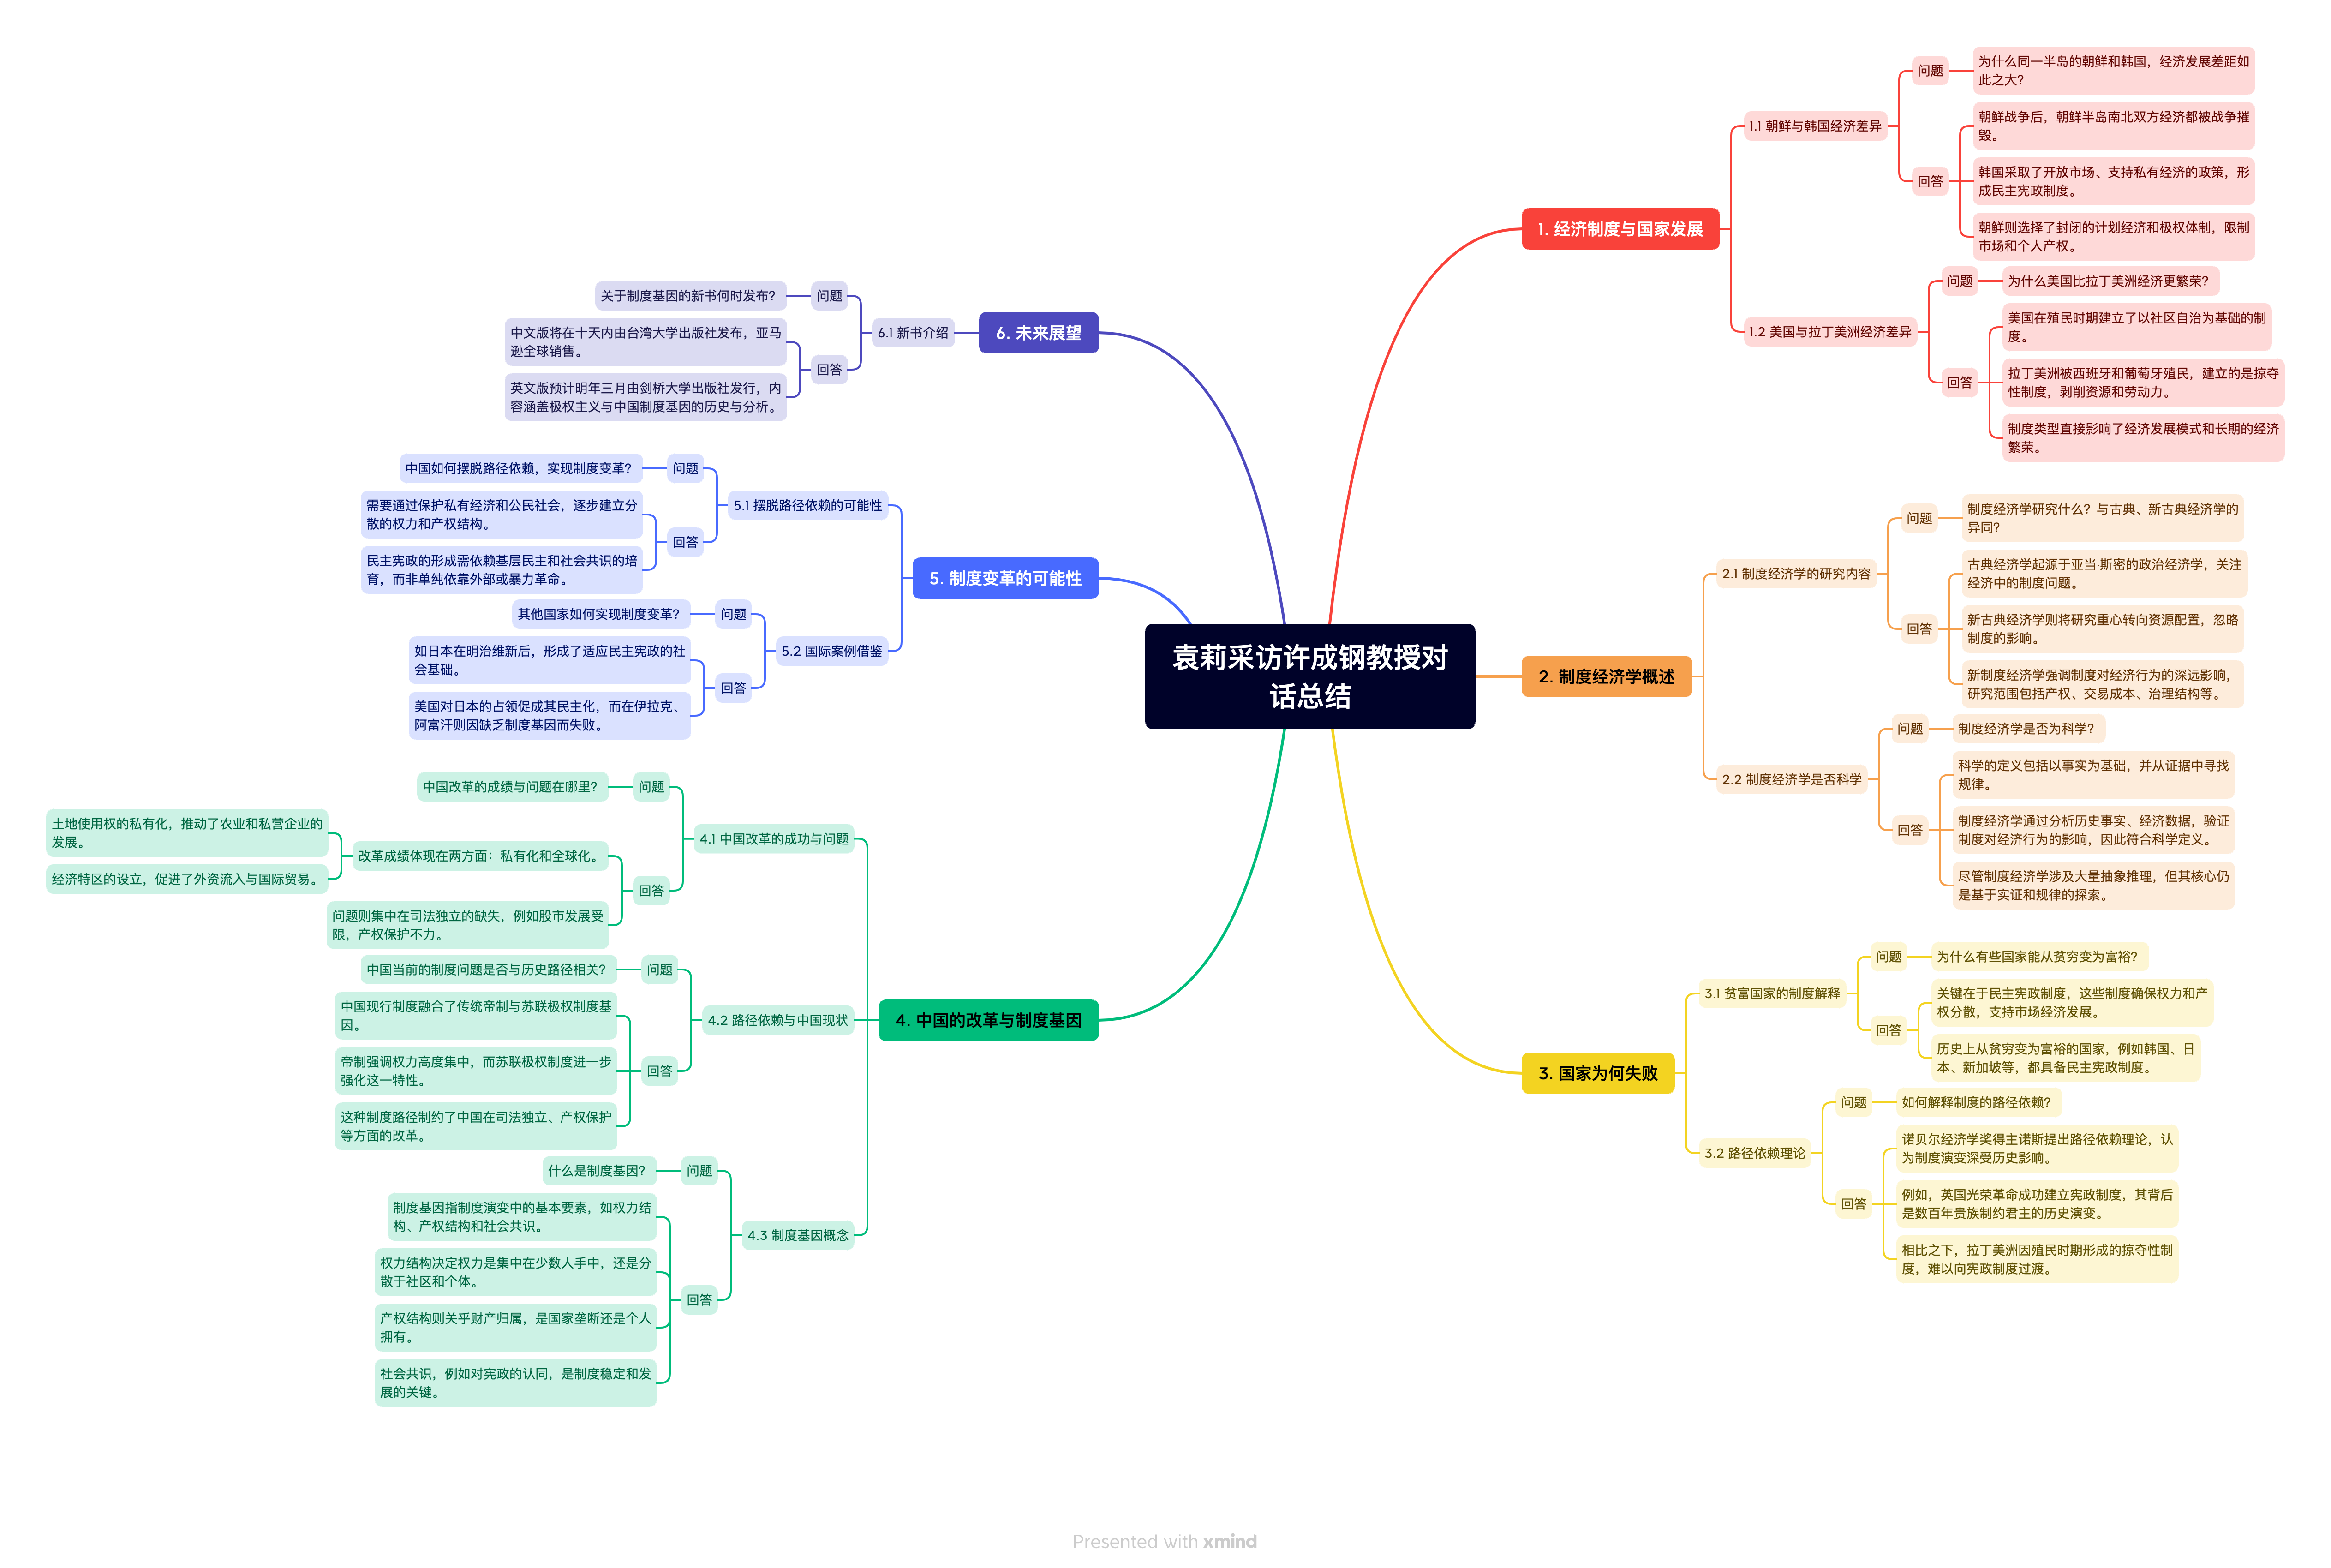 袁莉采访许成钢教授对
话总结
1. 经济制度与国家发展
1.1 朝鲜与韩国经济差异
问题
为什么同一半岛的朝鲜和韩国，经济发展差距如
此之大？
回答
朝鲜战争后，朝鲜半岛南北双方经济都被战争摧
毁。
韩国采取了开放市场、支持私有经济的政策，形
成民主宪政制度。
朝鲜则选择了封闭的计划经济和极权体制，限制
市场和个人产权。
1.2 美国与拉丁美洲经济差异
问题
为什么美国比拉丁美洲经济更繁荣？
回答
美国在殖民时期建立了以社区自治为基础的制
度。
拉丁美洲被西班牙和葡萄牙殖民，建立的是掠夺
性制度，剥削资源和劳动力。
制度类型直接影响了经济发展模式和长期的经济
繁荣。
2. 制度经济学概述
2.1 制度经济学的研究内容
问题
制度经济学研究什么？与古典、新古典经济学的
异同？
回答
古典经济学起源于亚当·斯密的政治经济学，关注
经济中的制度问题。
新古典经济学则将研究重心转向资源配置，忽略
制度的影响。
新制度经济学强调制度对经济行为的深远影响，
研究范围包括产权、交易成本、治理结构等。
2.2 制度经济学是否科学
问题
制度经济学是否为科学？
回答
科学的定义包括以事实为基础，并从证据中寻找
规律。
制度经济学通过分析历史事实、经济数据，验证
制度对经济行为的影响，因此符合科学定义。
尽管制度经济学涉及大量抽象推理，但其核心仍
是基于实证和规律的探索。
3. 国家为何失败
3.1 贫富国家的制度解释
问题
为什么有些国家能从贫穷变为富裕？
回答
关键在于民主宪政制度，这些制度确保权力和产
权分散，支持市场经济发展。
历史上从贫穷变为富裕的国家，例如韩国、日
本、新加坡等，都具备民主宪政制度。
3.2 路径依赖理论
问题
如何解释制度的路径依赖？
回答
诺贝尔经济学奖得主诺斯提出路径依赖理论，认
为制度演变深受历史影响。
例如，英国光荣革命成功建立宪政制度，其背后
是数百年贵族制约君主的历史演变。
相比之下，拉丁美洲因殖民时期形成的掠夺性制
度，难以向宪政制度过渡。
4. 中国的改革与制度基因
4.1 中国改革的成功与问题
问题
中国改革的成绩与问题在哪里？
回答
改革成绩体现在两方面：私有化和全球化。
土地使用权的私有化，推动了农业和私营企业的
发展。
经济特区的设立，促进了外资流入与国际贸易。
问题则集中在司法独立的缺失，例如股市发展受
限，产权保护不力。
4.2 路径依赖与中国现状
问题
中国当前的制度问题是否与历史路径相关？
回答
中国现行制度融合了传统帝制与苏联极权制度基
因。
帝制强调权力高度集中，而苏联极权制度进一步
强化这一特性。
这种制度路径制约了中国在司法独立、产权保护
等方面的改革。
4.3 制度基因概念
问题
什么是制度基因？
回答
制度基因指制度演变中的基本要素，如权力结
构、产权结构和社会共识。
权力结构决定权力是集中在少数人手中，还是分
散于社区和个体。
产权结构则关乎财产归属，是国家垄断还是个人
拥有。
社会共识，例如对宪政的认同，是制度稳定和发
展的关键。
5. 制度变革的可能性
5.1 摆脱路径依赖的可能性
问题
中国如何摆脱路径依赖，实现制度变革？
回答
需要通过保护私有经济和公民社会，逐步建立分
散的权力和产权结构。
民主宪政的形成需依赖基层民主和社会共识的培
育，而非单纯依靠外部或暴力革命。
5.2 国际案例借鉴
问题
其他国家如何实现制度变革？
回答
如日本在明治维新后，形成了适应民主宪政的社
会基础。
美国对日本的占领促成其民主化，而在伊拉克、
阿富汗则因缺乏制度基因而失败。
6. 未来展望
6.1 新书介绍
问题
关于制度基因的新书何时发布？
回答
中文版将在十天内由台湾大学出版社发布，亚马
逊全球销售。
英文版预计明年三月由剑桥大学出版社发行，内
容涵盖极权主义与中国制度基因的历史与分析。
Presented with xmind